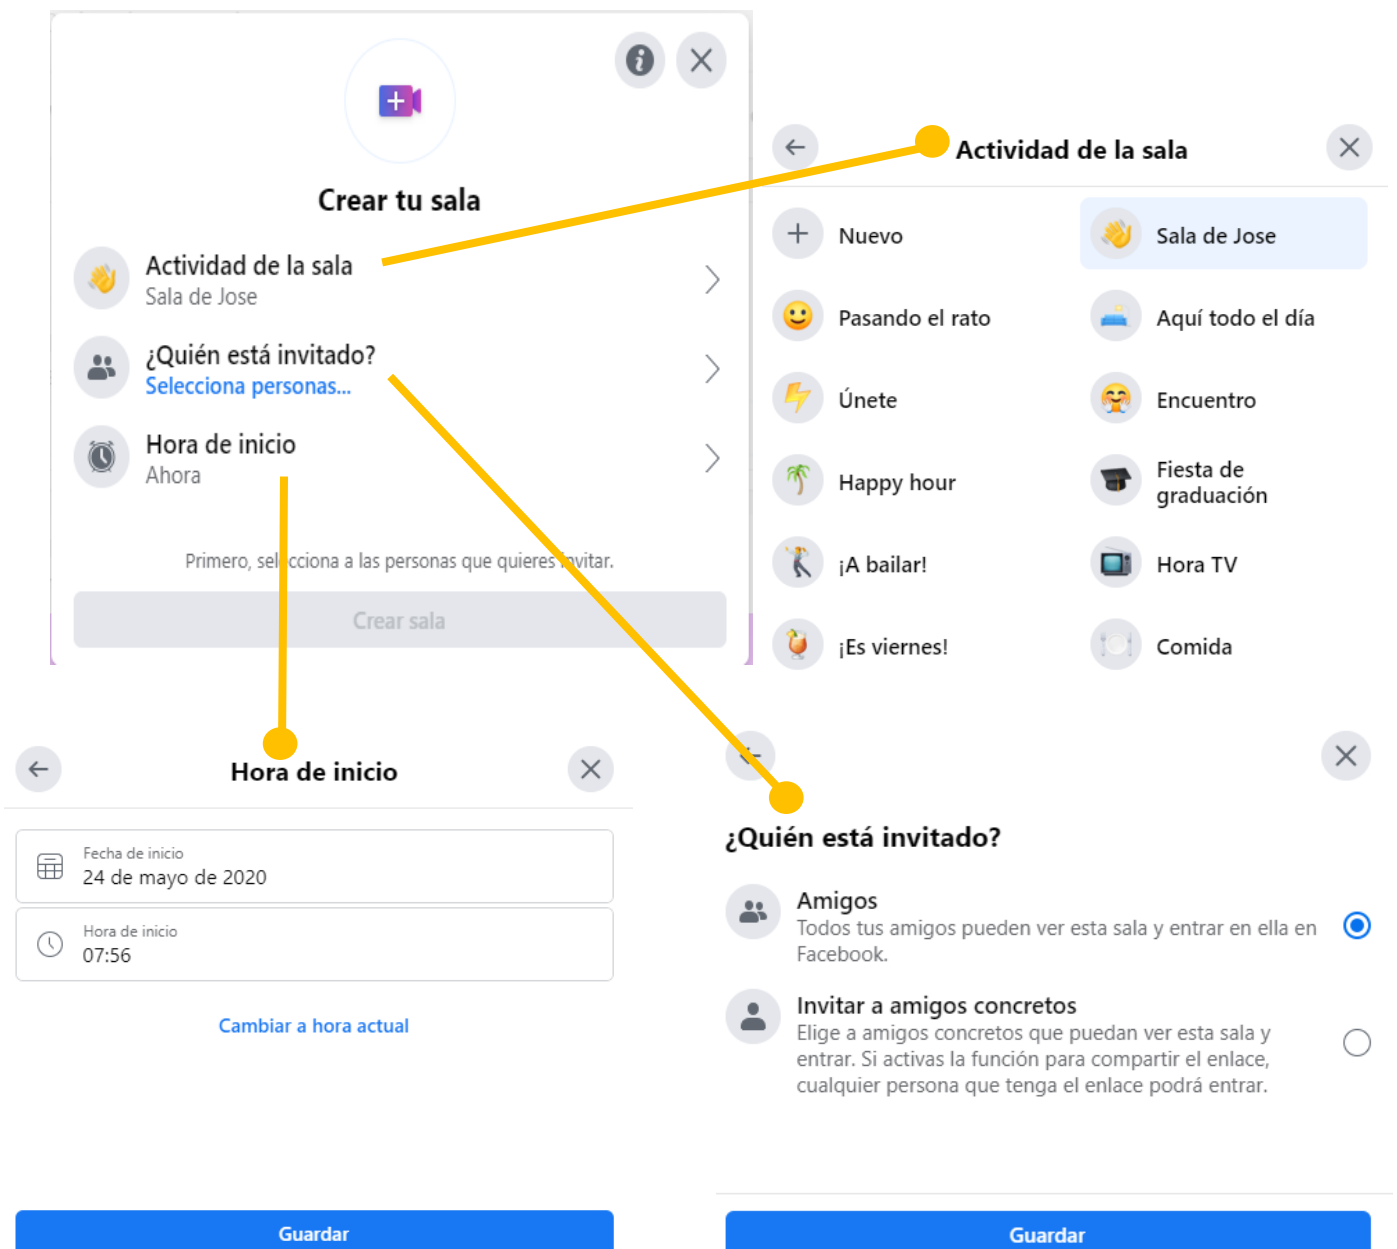 Crear tu sala
Actividad de la sala
Sala de Jose
¿Quién está invitado?
Selecciona personas...
Hora de inicio
Ahora
Primero, selecciona a las personas que quieres invitar.
Crear sala
Actividad de la sala
Nuevo
Sala de Jose
Pasando el rato
Aquí todo el día
Únete
Encuentro
Happy hour
Fiesta de
graduación
¡A bailar!
Hora TV
¡Es viernes!
Comida
Hora de inicio
Fecha de inicio
24 de mayo de 2020
Hora de inicio
07:56
Cambiar a hora actual
Guardar
¿Quién está invitado?
Amigos
Todos tus amigos pueden ver esta sala y entrar en ella en
Facebook.
Invitar a amigos concretos
Elige a amigos concretos que puedan ver esta sala y
entrar. Si activas la función para compartir el enlace,
cualquier persona que tenga el enlace podrá entrar.
Guardar